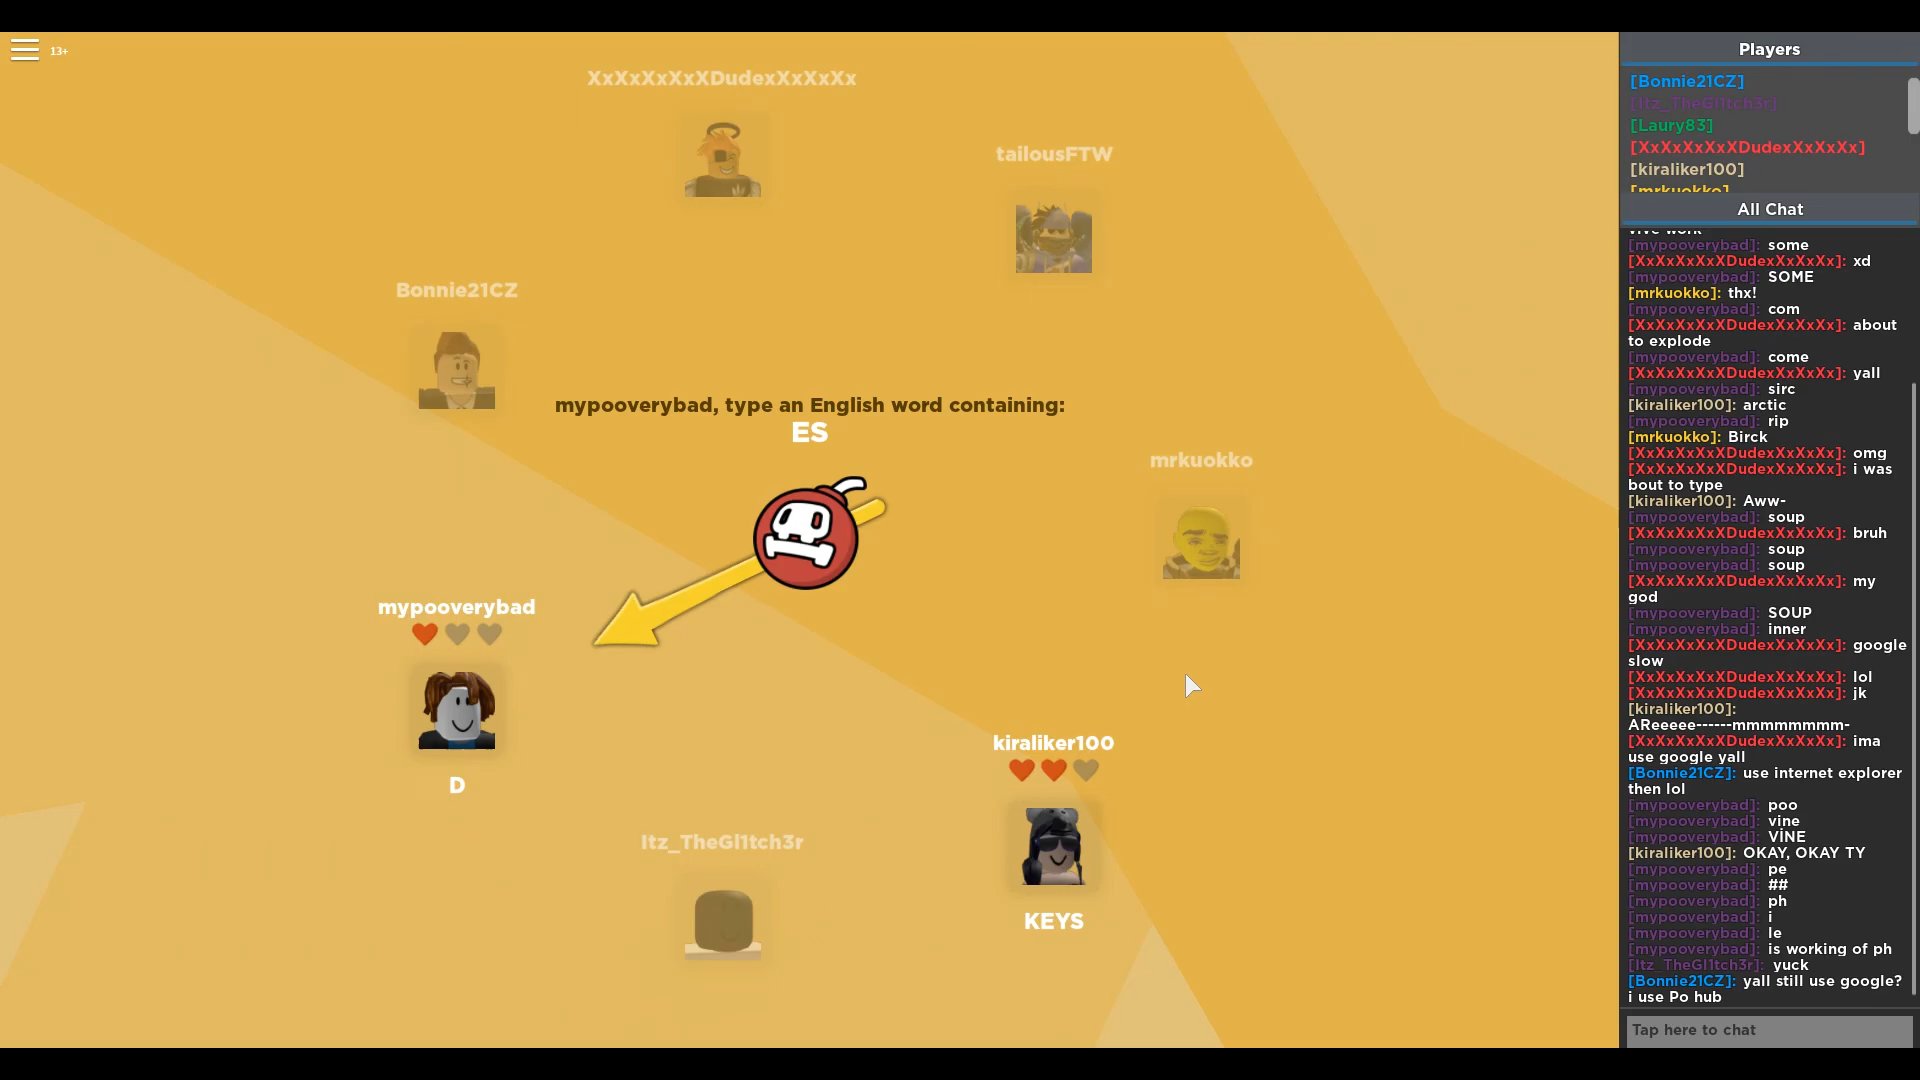 13+
XxXxXxXxXDudexXxXxXx
tailousFTW
Bonnie21CZ
mypooverybad, type an English word containing:
ES
mrkuokko
mypooverybad
D
kiraliker100
KEYS
Itz_TheGl1tch3r
Players
[Bonnie21CZ]
[Itz_TheGl1tch3r]
[Laury83]
[XxXxXxXxXDudexXxXxXx]
[kiraliker100]
[mrkuokko]
All Chat
vive work
[mypooverybad]: some
[XxXxXxXxXDudexXxXxXx]: xd
[mypooverybad]: SOME
[mrkuokko]: thx!
[mypooverybad]: com
[XxXxXxXxXDudexXxXxXx]: about
to explode
[mypooverybad]: come
[XxXxXxXxXDudexXxXxXx]: yall
[mypooverybad]: sirc
[kiraliker100]: arctic
[mypooverybad]: rip
[mrkuokko]: Birck
[XxXxXxXxXDudexXxXxXx]: omg
[XxXxXxXxXDudexXxXxXx]: i was
bout to type
[kiraliker100]: Aww-
[mypooverybad]: soup
[XxXxXxXxXDudexXxXxXx]: bruh
[mypooverybad]: soup
[mypooverybad]: soup
[XxXxXxXxXDudexXxXxXx]: my
god
[mypooverybad]: SOUP
[mypooverybad]: inner
[XxXxXxXxXDudexXxXxXx]: google
slow
[XxXxXxXxXDudexXxXxXx]: lol
[XxXxXxXxXDudexXxXxXx]: jk
[kiraliker100]:
AReeeee------mmmmmmmm-
[XxXxXxXxXDudexXxXxXx]: ima
use google yall
[Bonnie21CZ]: use internet explorer
then lol
[mypooverybad]: poo
[mypooverybad]: vine
[mypooverybad]: VİNE
[kiraliker100]: OKAY, OKAY TY
[mypooverybad]: pe
[mypooverybad]: ##
[mypooverybad]: ph
[mypooverybad]: i
[mypooverybad]: le
[mypooverybad]: is working of ph
[Itz_TheGl1tch3r]: yuck
[Bonnie21CZ]: yall still use google?
i use Po hub
Tap here to chat